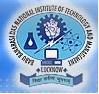 BABU BANARASI DAS NATIONAL INSTITUTE OF TECHNOLOGY AND MANAGEMENT
LUCKNOW